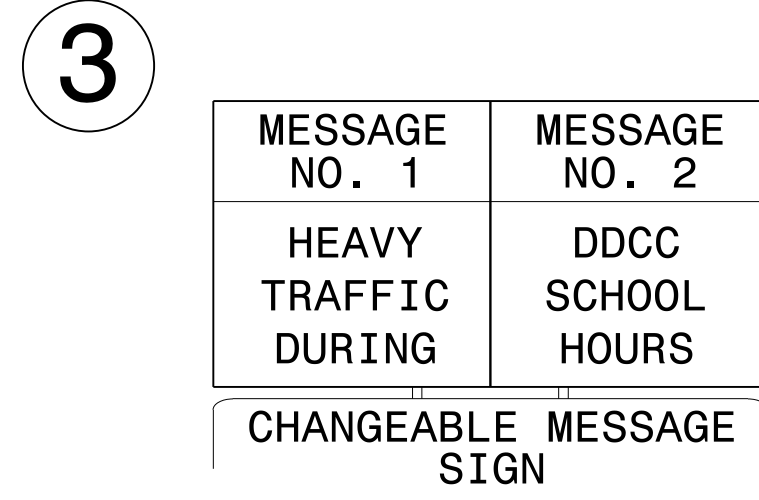 3
MESSAGE NO. 1
MESSAGE NO. 2
HEAVY TRAFFIC DURING
DDCC SCHOOL HOURS
CHANGEABLE MESSAGE
SIGN